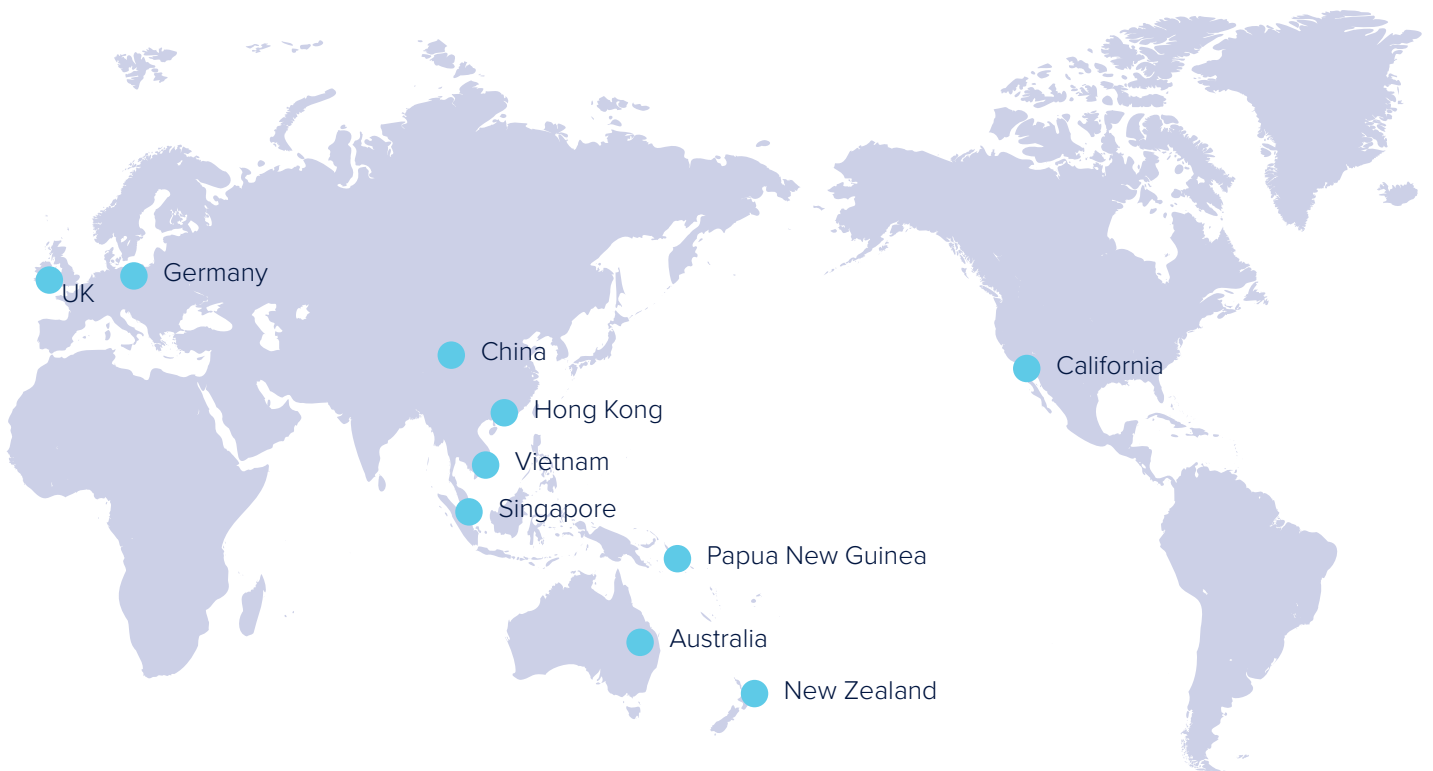 Germany
UK
China
California
Hong Kong
Vietnam
Singapore
Papua New Guinea
Australia
New Zealand